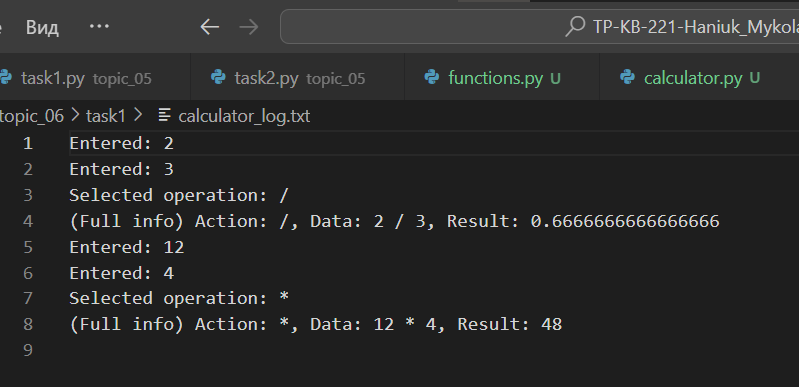 Вид ... ← → TP-KB-221-Haniuk_Mykola
task1.py topic_05 task2.py topic_05 functions.py U calculator.py U
topic_06 > task1 > calculator_log.txt
1 Entered: 2
2 Entered: 3
3 Selected operation: /
4 (Full info) Action: /, Data: 2 / 3, Result: 0.6666666666666666
5 Entered: 12
6 Entered: 4
7 Selected operation: *
8 (Full info) Action: *, Data: 12 * 4, Result: 48
9